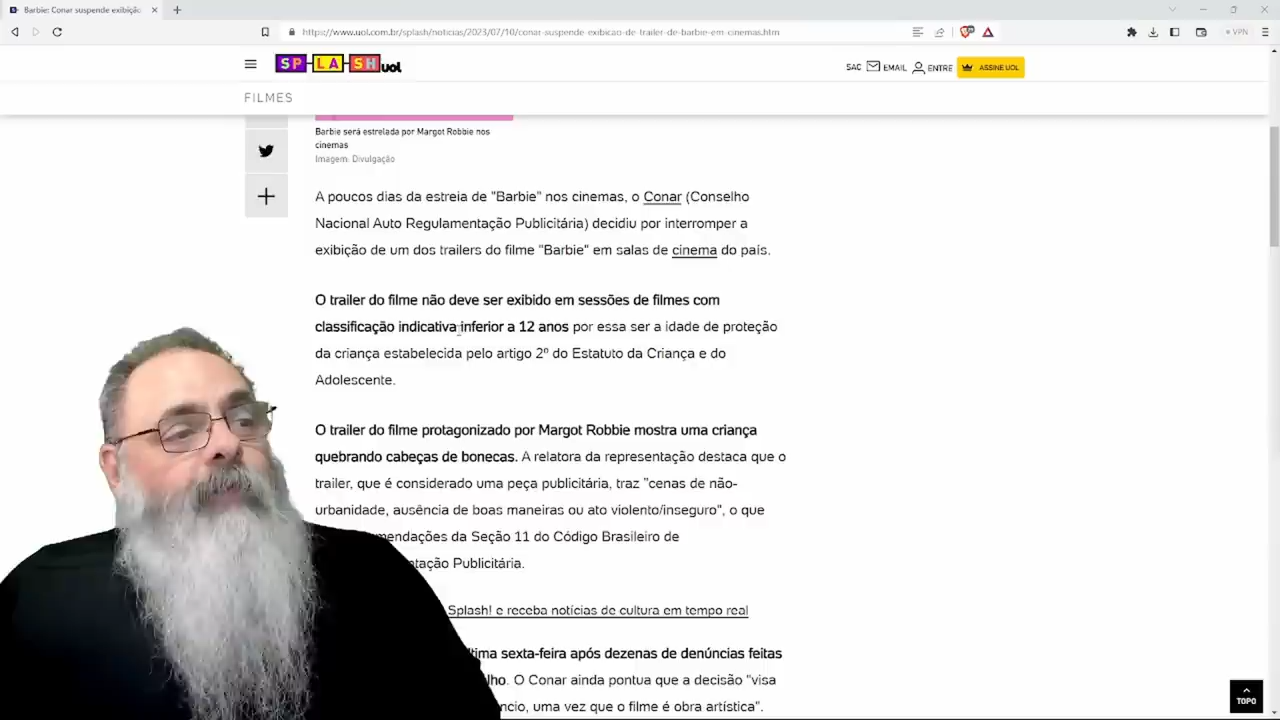 Barbie: Conar suspende exibição
https://www.uol.com.br/splash/noticias/2023/07/10/conar-suspende-exibicao-de-trailer-de-barbie-em-cinemas.htm
VPN
SPLASH uol
SAC EMAIL ENTRE ASSINE UOL
FILMES
Barbie será estrelada por Margot Robbie nos
cinemas
Imagem: Divulgação
A poucos dias da estreia de "Barbie" nos cinemas, o Conar (Conselho
Nacional Auto Regulamentação Publicitária) decidiu por interromper a
exibição de um dos trailers do filme "Barbie" em salas de cinema do país.
O trailer do filme não deve ser exibido em sessões de filmes com
classificação indicativa inferior a 12 anos por essa ser a idade de proteção
da criança estabelecida pelo artigo 2º do Estatuto da Criança e do
Adolescente.
O trailer do filme protagonizado por Margot Robbie mostra uma criança
quebrando cabeças de bonecas. A relatora da representação destaca que o
trailer, que é considerado uma peça publicitária, traz "cenas de não-
urbanidade, ausência de boas maneiras ou ato violento/inseguro", o que
mendações da Seção 11 do Código Brasileiro de
tação Publicitária.
Splash! e receba notícias de cultura em tempo real
tima sexta-feira após dezenas de denúncias feitas
lho. O Conar ainda pontua que a decisão "visa
ncio, uma vez que o filme é obra artística".
TOPO